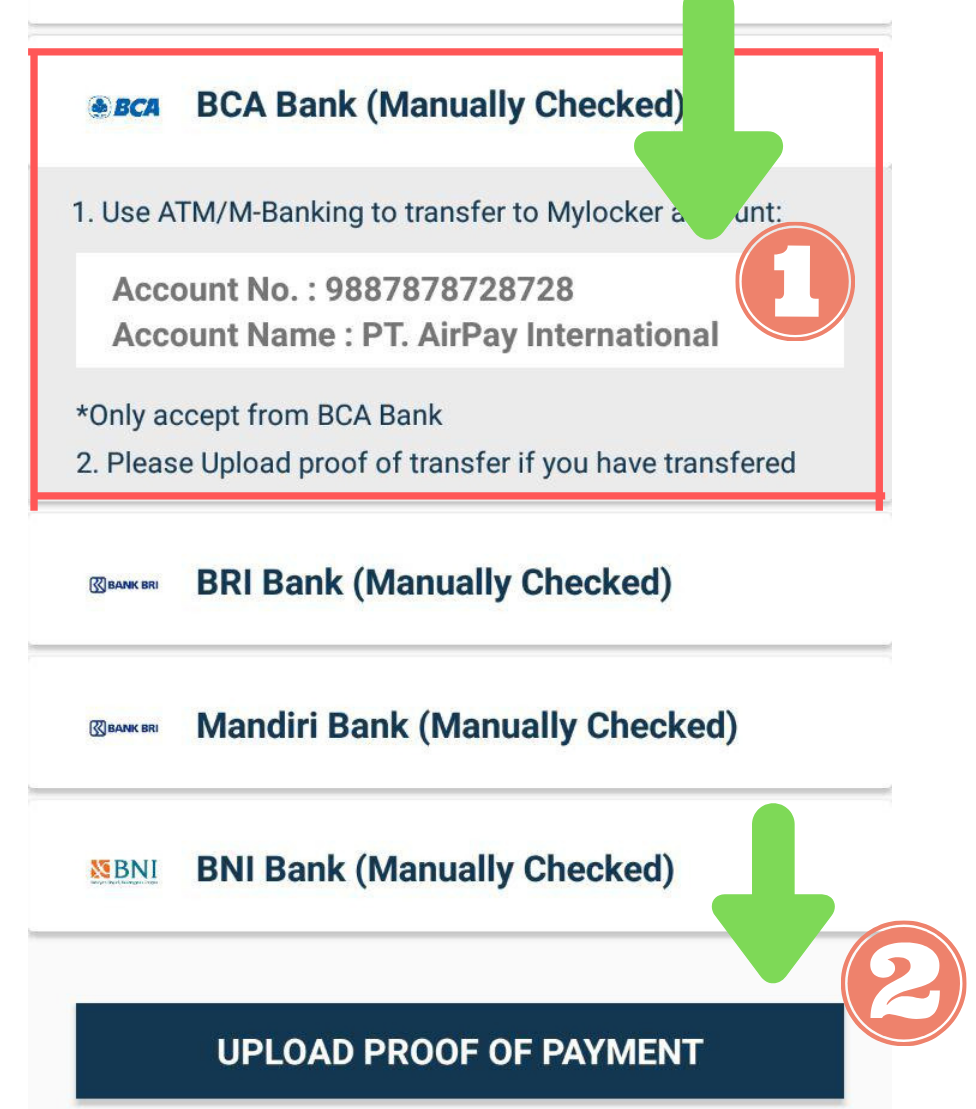 BCA BCA Bank (Manually Checked)
1. Use ATM/M-Banking to transfer to Mylocker a unt:
1
Account No. : 9887878728728
Account Name : PT. AirPay International
*Only accept from BCA Bank
2. Please Upload proof of transfer if you have transfered
BANK BRI BRI Bank (Manually Checked)
BANK BRI Mandiri Bank (Manually Checked)
BNI BNI Bank (Manually Checked)
2
UPLOAD PROOF OF PAYMENT